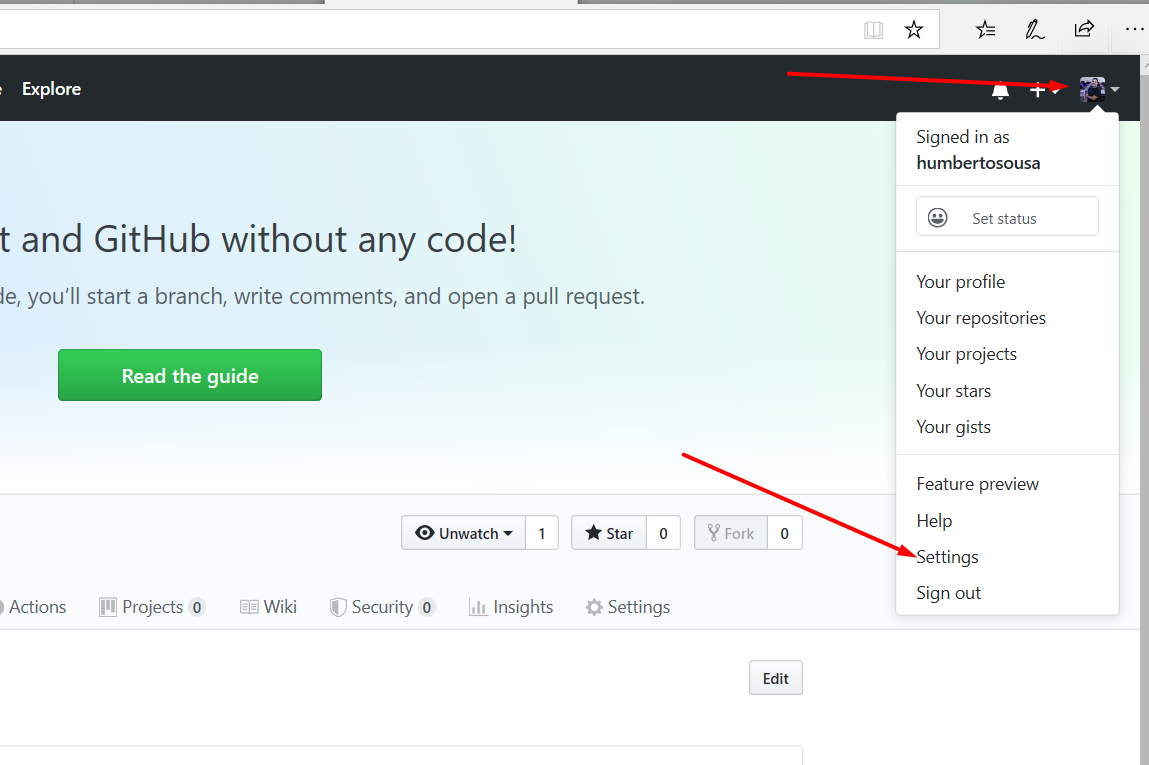 Explore
Signed in as
humbertosousa
Set status
Your profile
Your repositories
Your projects
Your stars
Your gists
Feature preview
Help
Settings
Sign out
and GitHub without any code!
you’ll start a branch, write comments, and open a pull request.
Read the guide
Unwatch 1 Star 0 Fork 0
Actions Projects 0 Wiki Security 0 Insights Settings
Edit